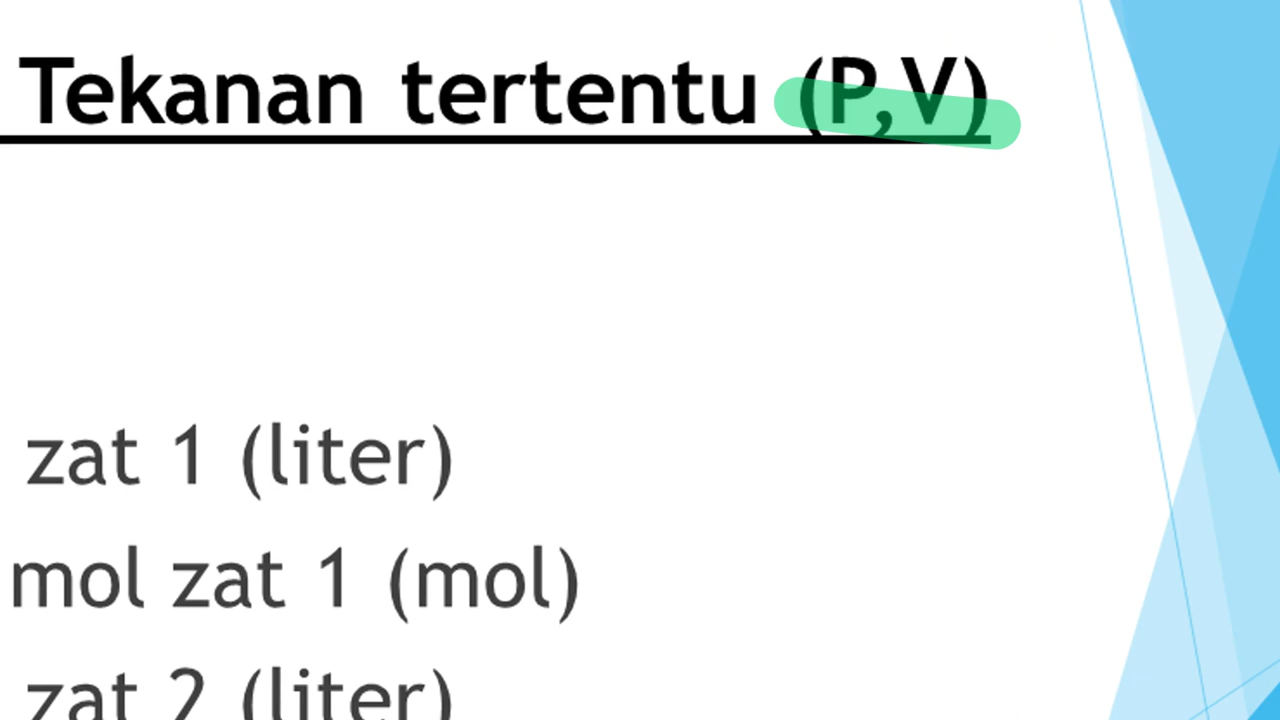 Tekanan tertentu (P,V)
zat 1 (liter)
mol zat 1 (mol)
zat 2 (liter)